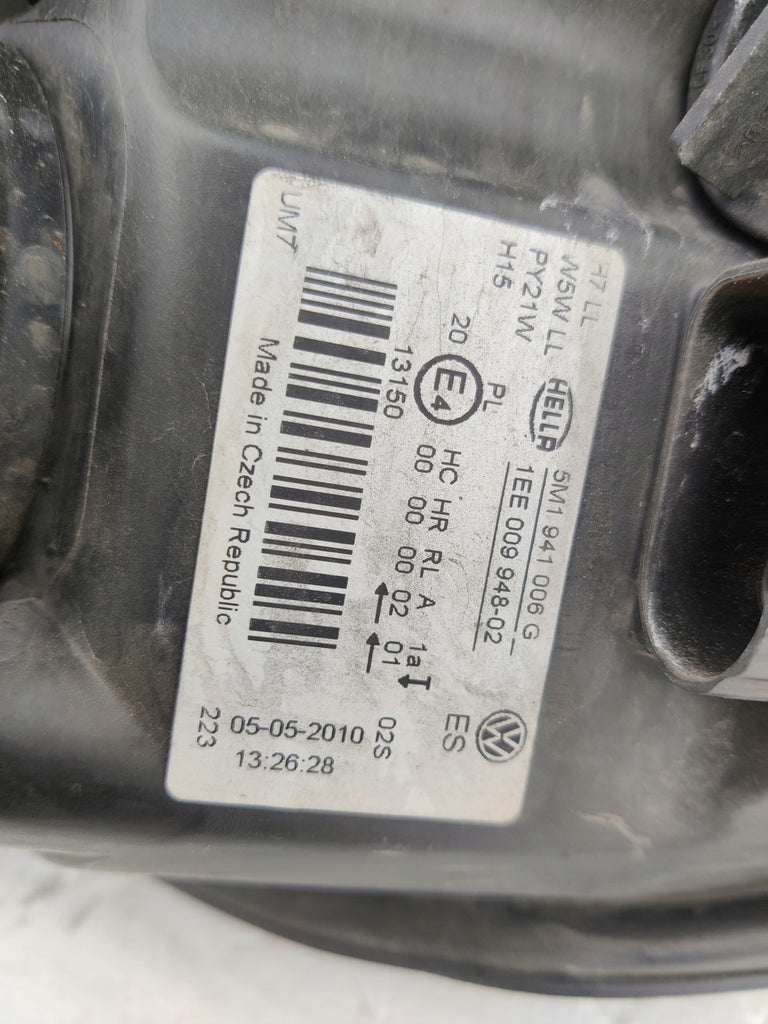 H7 LL
W5W LL
PY21W
H15
HELLA
5M1 941 006 G
1EE 009 948-02
PL
ES
20
E4
HC HR RL A 1a I
00 00 00 02 01
13150
02S
UM7
Made in Czech Republic
05-05-2010
13:26:28
223